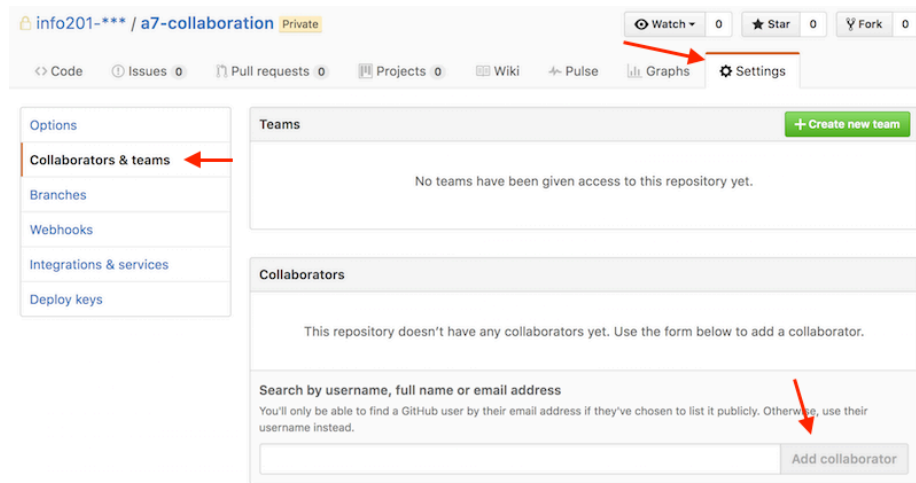 info201-*** / a7-collaboration Private
Watch 0 Star 0 Fork 0
Code Issues 0 Pull requests 0 Projects 0 Wiki Pulse Graphs Settings
Options
Collaborators & teams
Branches
Webhooks
Integrations & services
Deploy keys
Teams
Create new team
No teams have been given access to this repository yet.
Collaborators
This repository doesn't have any collaborators yet. Use the form below to add a collaborator.
Search by username, full name or email address
You'll only be able to find a GitHub user by their email address if they've chosen to list it publicly. Otherwise, use their
username instead.
Add collaborator